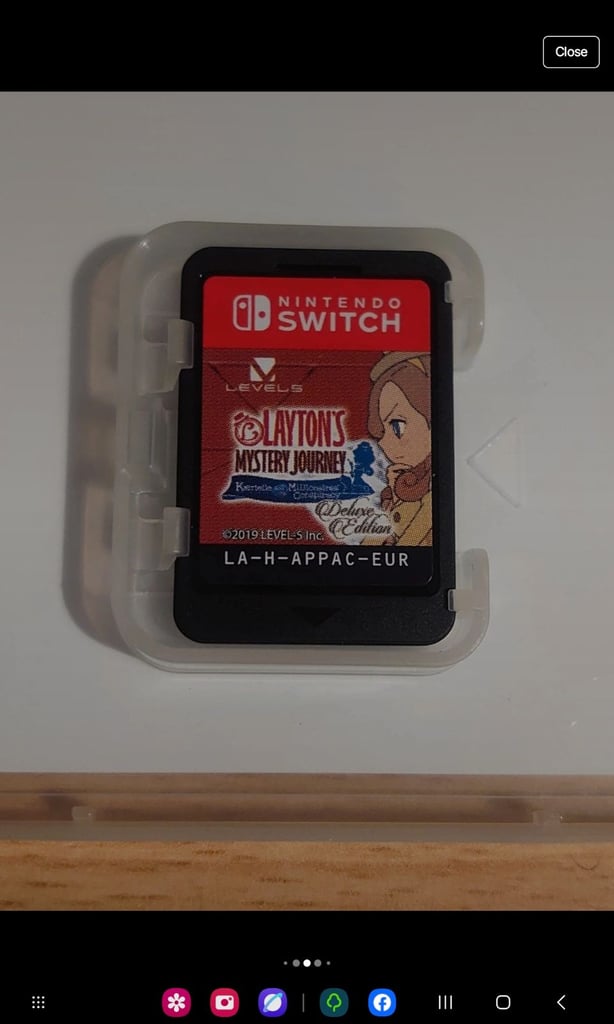 Close
NINTENDO
SWITCH
LEVEL5
LAYTON'S
MYSTERY JOURNEY
Katrielle and the Millionaires'
Conspiracy
Deluxe
Edition
©2019 LEVEL-5 Inc.
LA-H-APPAC-EUR